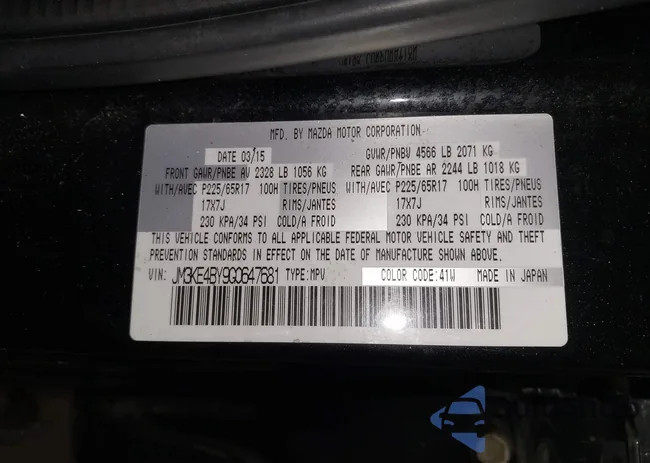 MFD. BY MAZDA MOTOR CORPORATION
DATE 03/15 GVWR/PNBV 4566 LB 2071 KG
FRONT GAWR/PNBE AV 2328 LB 1056 KG REAR GAWR/PNBE AR 2244 LB 1018 KG
WITH/AVEC P225/65R17 100H TIRES/PNEUS WITH/AVEC P225/65R17 100H TIRES/PNEUS
17X7J RIMS/JANTES 17X7J RIMS/JANTES
230 KPA/34 PSI COLD/A FROID 230 KPA/34 PSI COLD/A FROID
THIS VEHICLE CONFORMS TO ALL APPLICABLE FEDERAL MOTOR VEHICLE SAFETY AND THEFT
PREVENTION STANDARDS IN EFFECT ON THE DATE OF MANUFACTURE SHOWN ABOVE.
VIN: JM3KE4BY9G0647681 TYPE:MPV COLOR CODE:41W MADE IN JAPAN